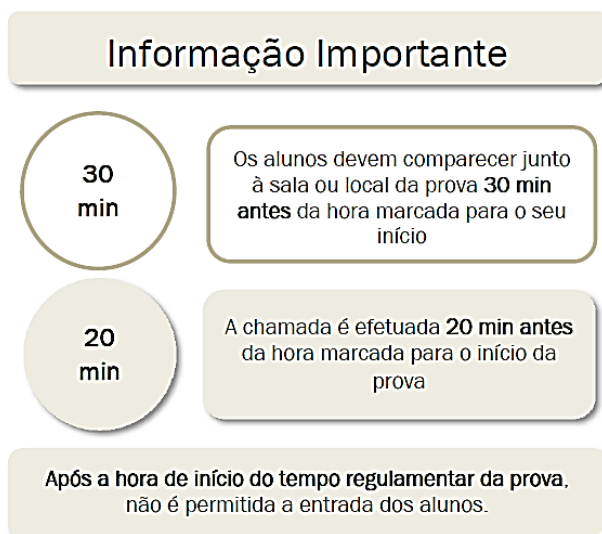 Informação Importante
30
min
Os alunos devem comparecer junto
à sala ou local da prova 30 min
antes da hora marcada para o seu
início
20
min
A chamada é efetuada 20 min antes
da hora marcada para o início da
prova
Após a hora de início do tempo regulamentar da prova,
não é permitida a entrada dos alunos.